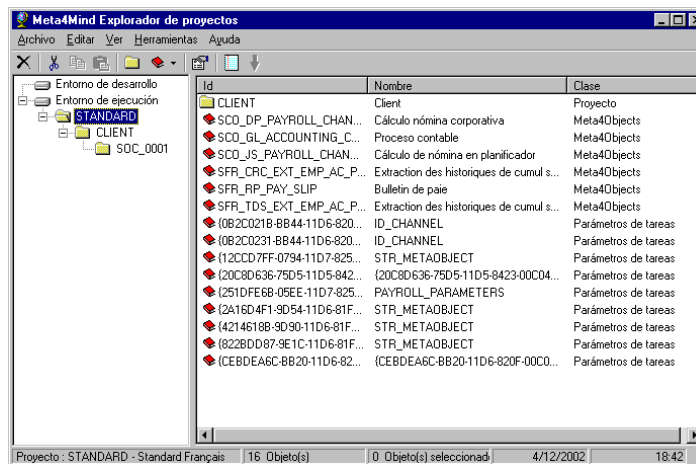 Meta4Mind Explorador de proyectos
Archivo Editar Ver Herramientas Ayuda
Entorno de desarrollo
Entorno de ejecución
STANDARD
CLIENT
SOC_0001
Id Nombre Clase
CLIENT Client Proyecto
SCO_DP_PAYROLL_CHAN... Cálculo nómina corporativa Meta4Objects
SCO_GL_ACCOUNTING_C... Proceso contable Meta4Objects
SCO_JS_PAYROLL_CHAN... Cálculo de nómina en planificador Meta4Objects
SFR_CRC_EXT_EMP_AC_P... Extraction des historiques de cumul s... Meta4Objects
SFR_RP_PAY_SLIP Bulletin de paie Meta4Objects
SFR_TDS_EXT_EMP_AC_P... Extraction des historiques de cumul s... Meta4Objects
{0B2C021B-BB44-11D6-820... ID_CHANNEL Parámetros de tareas
{0B2C0231-BB44-11D6-820... ID_CHANNEL Parámetros de tareas
{12CCD7FF-0794-11D7-825... STR_METAOBJECT Parámetros de tareas
{20C8D636-75D5-11D5-842... {20C8D636-75D5-11D5-8423-00C04... Parámetros de tareas
{251DFE6B-05EE-11D7-825... PAYROLL_PARAMETERS Parámetros de tareas
{2A16D4F1-9D54-11D6-81F... STR_METAOBJECT Parámetros de tareas
{4214618B-9D90-11D6-81F... STR_METAOBJECT Parámetros de tareas
{822BDD87-9E1C-11D6-81F... STR_METAOBJECT Parámetros de tareas
{CEBDEA6C-BB20-11D6-82... {CEBDEA6C-BB20-11D6-820F-00C0... Parámetros de tareas
Proyecto : STANDARD - Standard Français 16 Objeto(s) 0 Objeto(s) seleccionad 4/12/2002 18:42